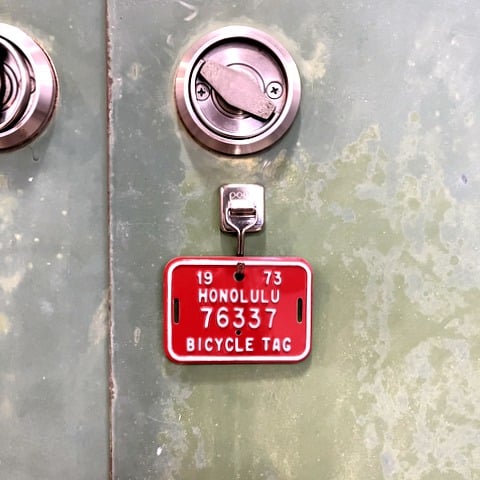 19 73
HONOLULU
76337
BICYCLE TAG